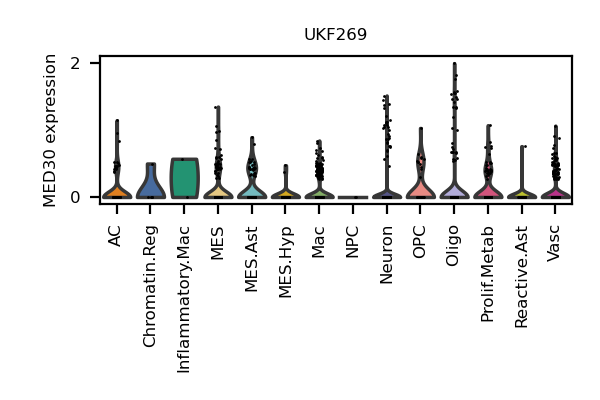 UKF269
MED30 expression
2
0
AC
Chromatin.Reg
Inflammatory.Mac
MES
MES.Ast
MES.Hyp
Mac
NPC
Neuron
OPC
Oligo
Prolif.Metab
Reactive.Ast
Vasc